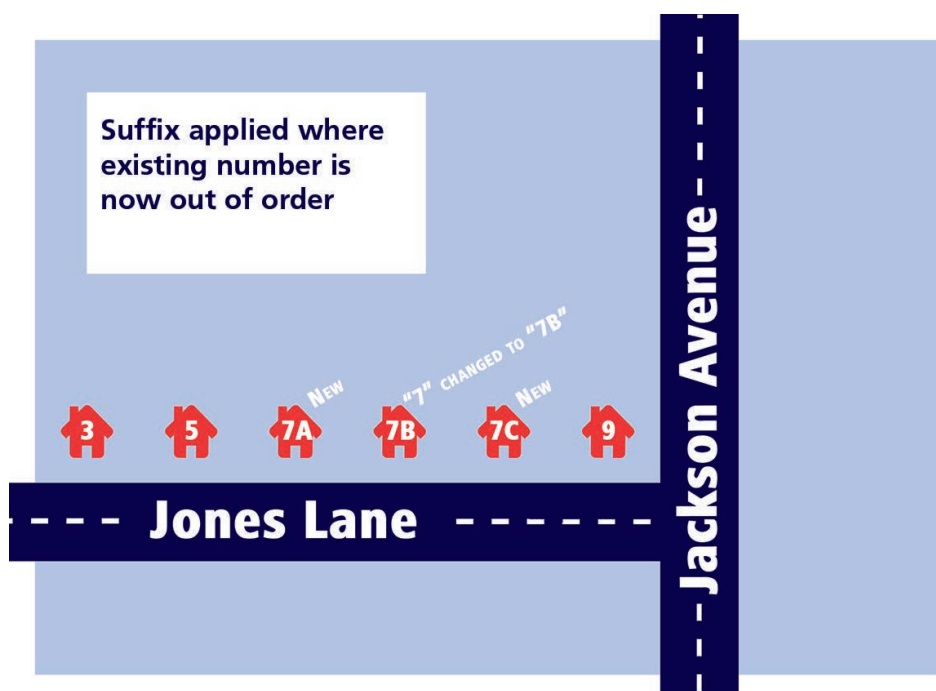 Suffix applied where
existing number is
now out of order
NEW
"7" CHANGED TO "7B"
NEW
3 5 7A 7B 7C 9
Jones Lane
Jackson Avenue